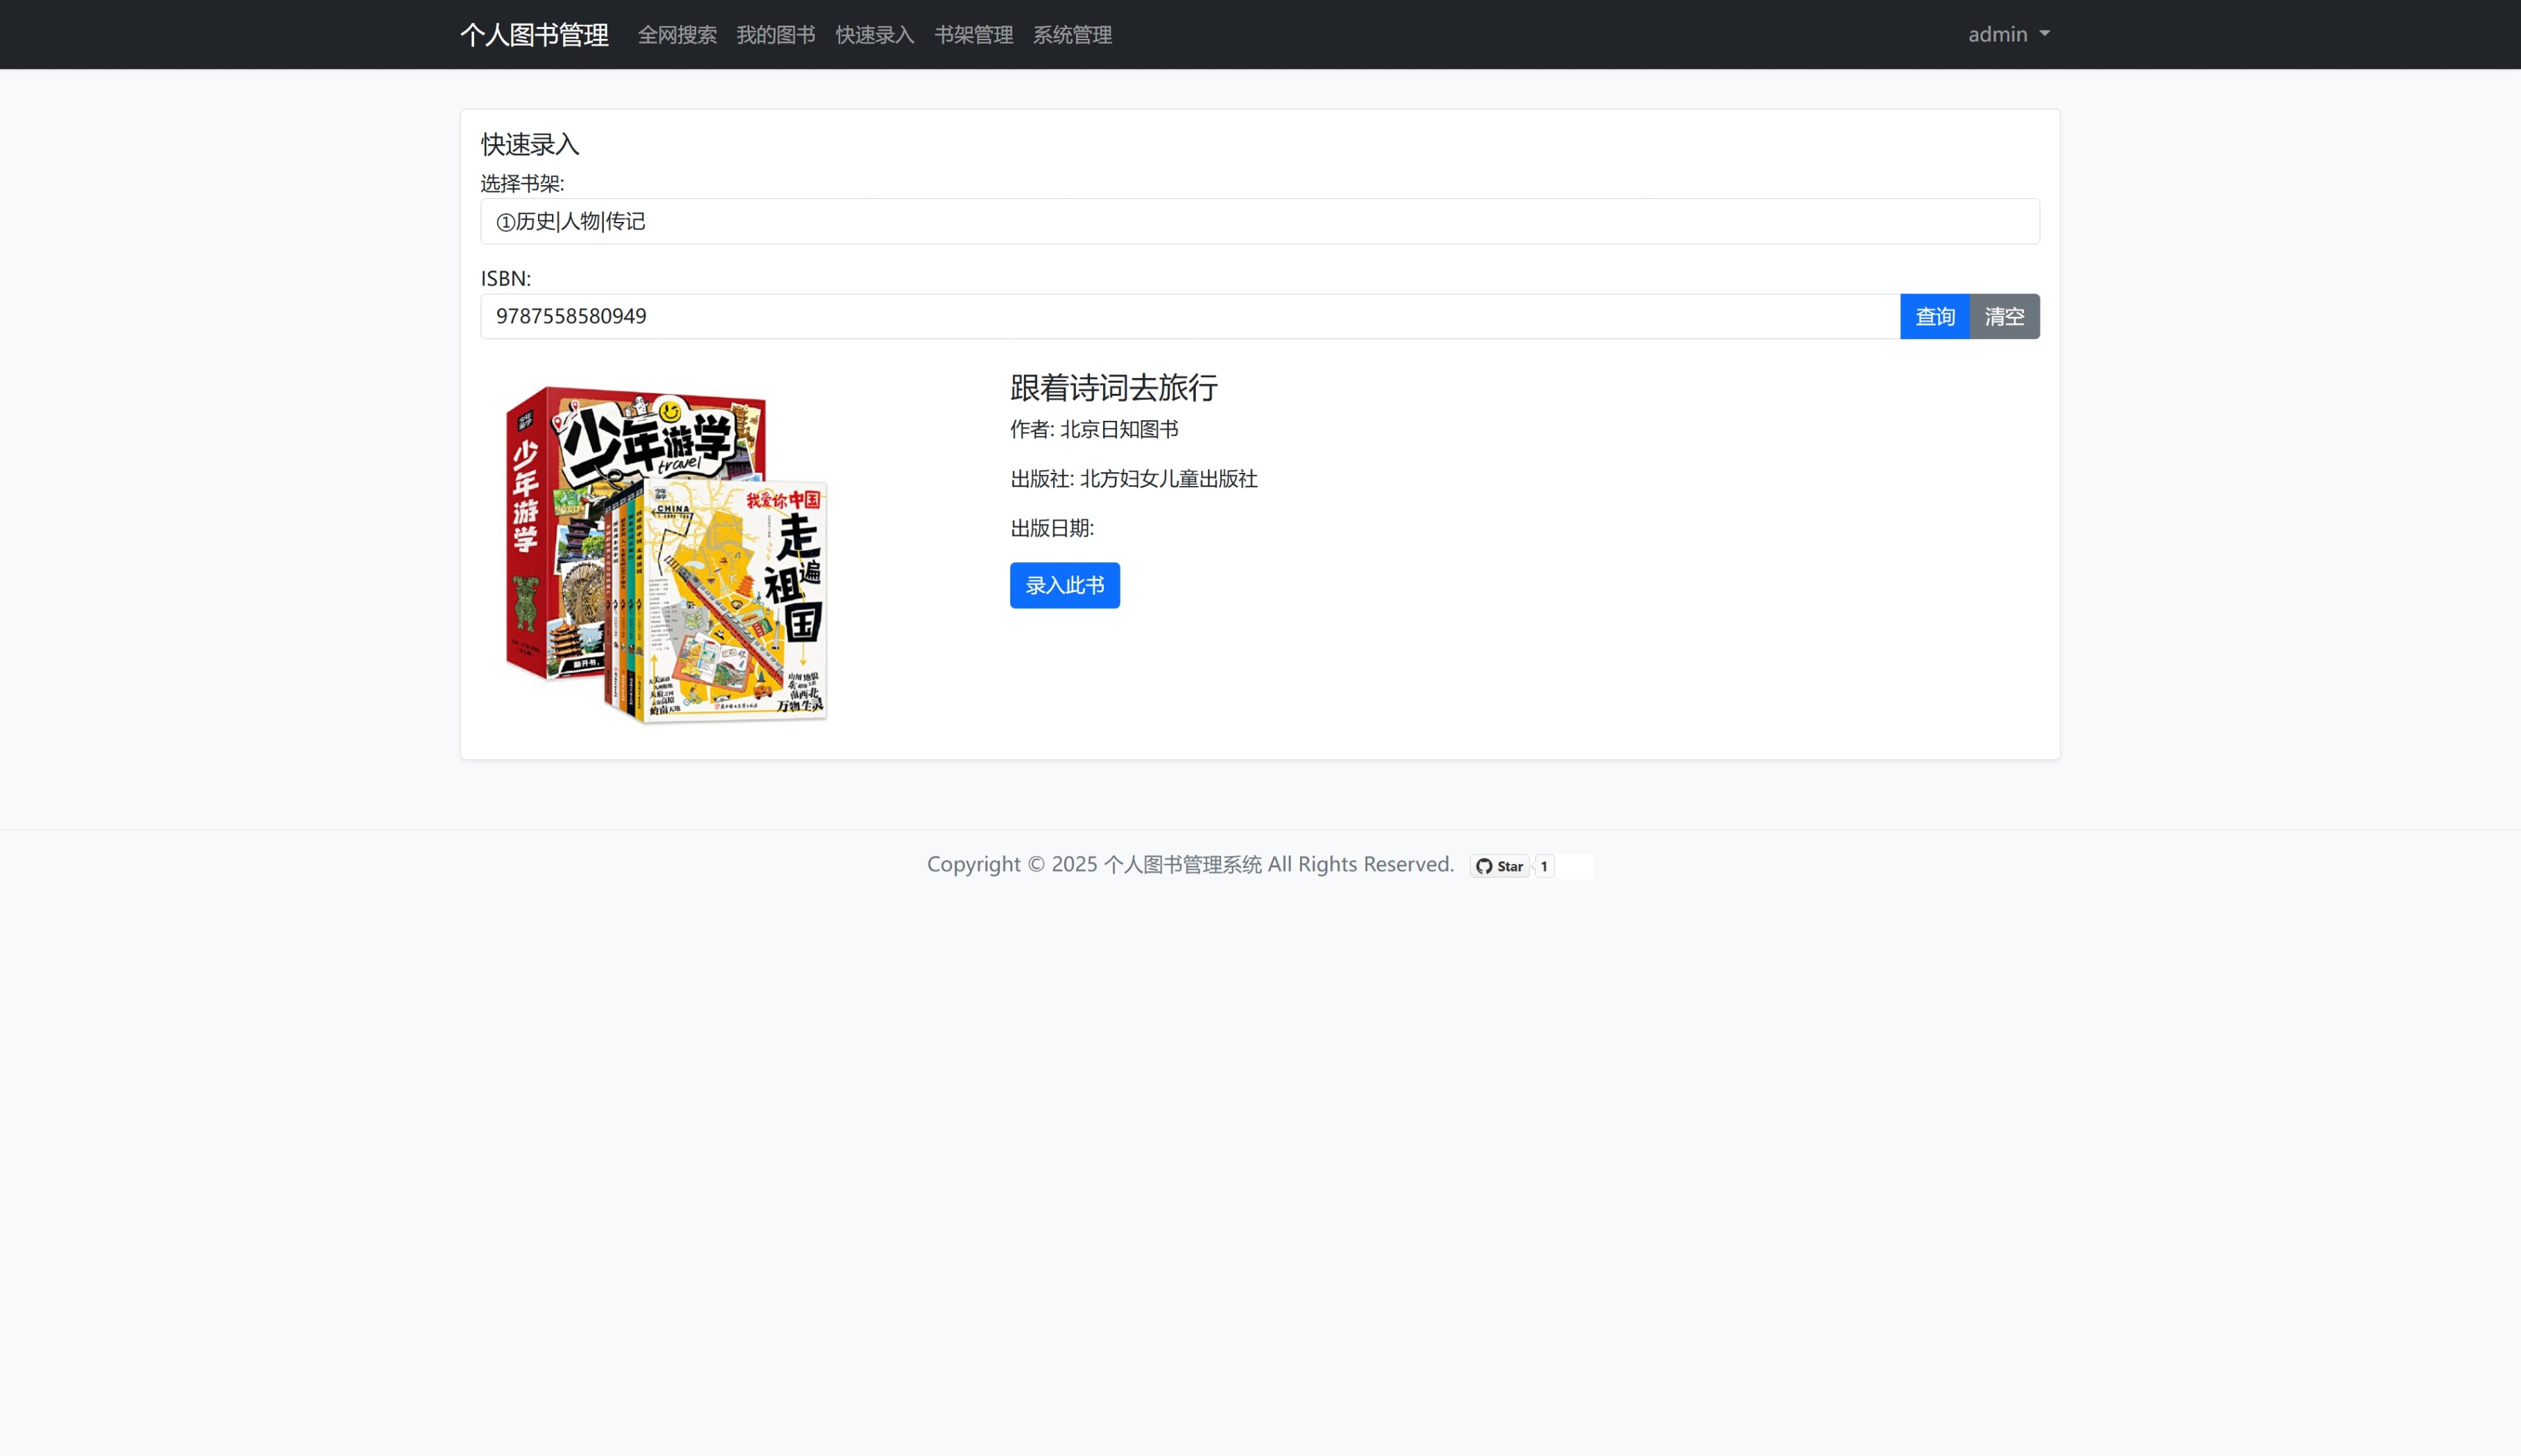 个人图书管理 全网搜索 我的图书 快速录入 书架管理 系统管理 admin
快速录入
选择书架:
①历史|人物|传记
ISBN:
9787558580949 查询 清空
少年游学
少年游学
travel
我爱你中国
CHINA
走遍祖国
万物生灵
跟着诗词去旅行
作者: 北京日知图书
出版社: 北方妇女儿童出版社
出版日期:
录入此书
Copyright © 2025 个人图书管理系统 All Rights Reserved. Star 1